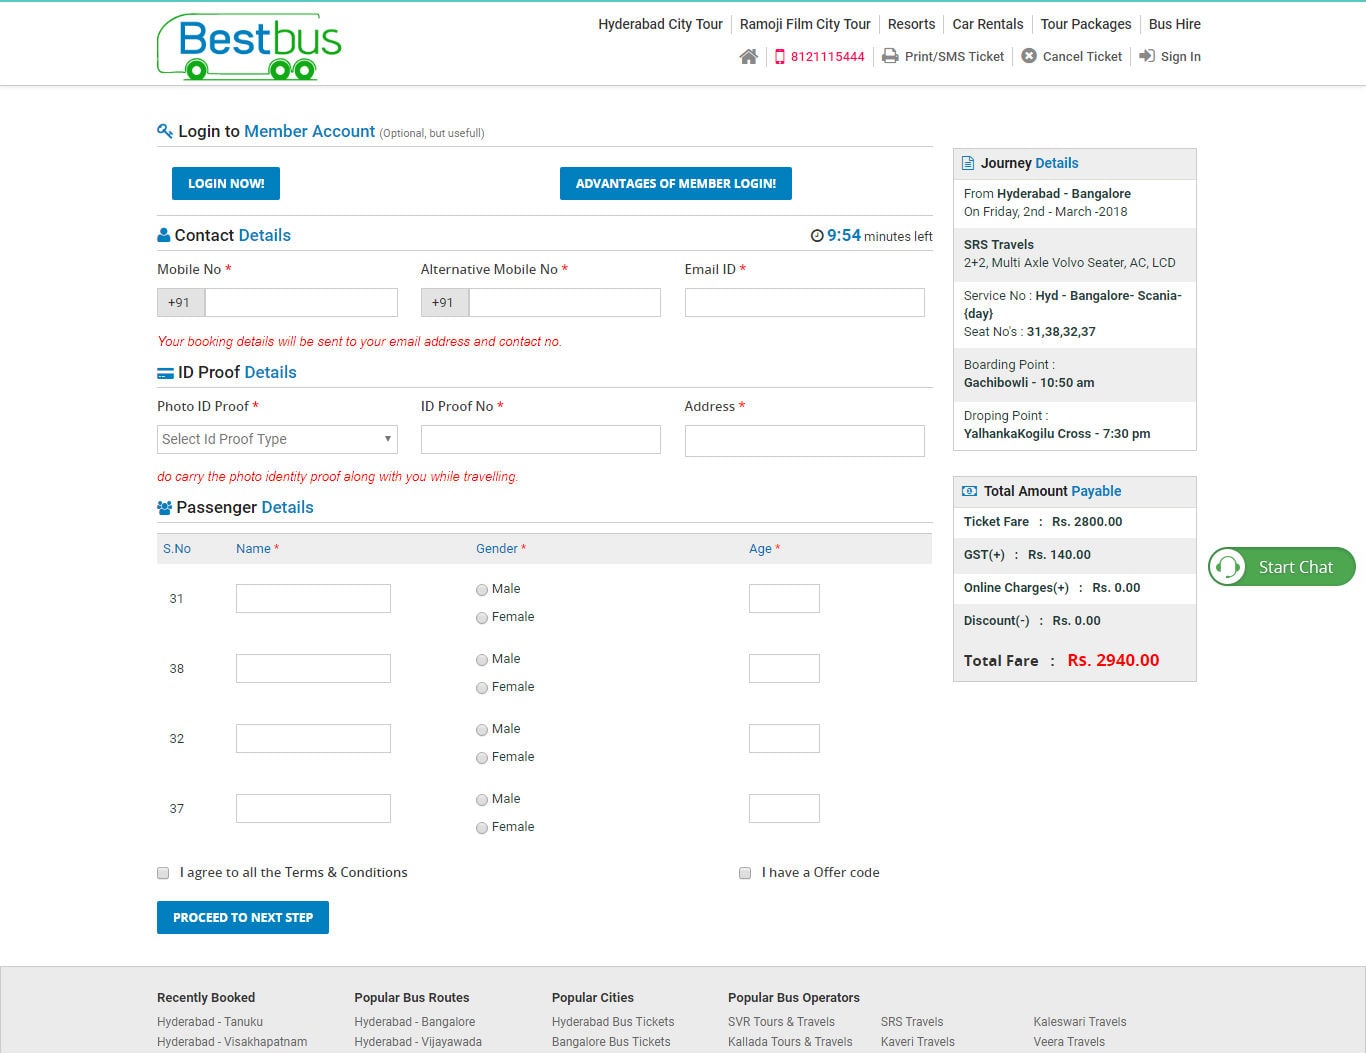 Bestbus
Hyderabad City Tour
Ramoji Film City Tour
Resorts
Car Rentals
Tour Packages
Bus Hire
8121115444
Print/SMS Ticket
Cancel Ticket
Sign In
Login to Member Account (Optional, but usefull)
LOGIN NOW!
ADVANTAGES OF MEMBER LOGIN!
Contact Details
9:54 minutes left
Mobile No *
Alternative Mobile No *
Email ID *
+91
+91
Your booking details will be sent to your email address and contact no.
ID Proof Details
Photo ID Proof *
ID Proof No *
Address *
Select Id Proof Type
do carry the photo identity proof along with you while travelling.
Passenger Details
S.No
Name *
Gender *
Age *
31
Male
Female
38
Male
Female
32
Male
Female
37
Male
Female
I agree to all the Terms & Conditions
I have a Offer code
PROCEED TO NEXT STEP
Journey Details
From Hyderabad - Bangalore
On Friday, 2nd - March -2018
SRS Travels
2+2, Multi Axle Volvo Seater, AC, LCD
Service No : Hyd - Bangalore- Scania-
{day}
Seat No's : 31,38,32,37
Boarding Point :
Gachibowli - 10:50 am
Droping Point :
YalhankaKogilu Cross - 7:30 pm
Total Amount Payable
Ticket Fare : Rs. 2800.00
GST(+) : Rs. 140.00
Online Charges(+) : Rs. 0.00
Discount(-) : Rs. 0.00
Total Fare : Rs. 2940.00
Start Chat
Recently Booked
Hyderabad - Tanuku
Hyderabad - Visakhapatnam
Popular Bus Routes
Hyderabad - Bangalore
Hyderabad - Vijayawada
Popular Cities
Hyderabad Bus Tickets
Bangalore Bus Tickets
Popular Bus Operators
SVR Tours & Travels
SRS Travels
Kaleswari Travels
Kallada Tours & Travels
Kaveri Travels
Veera Travels